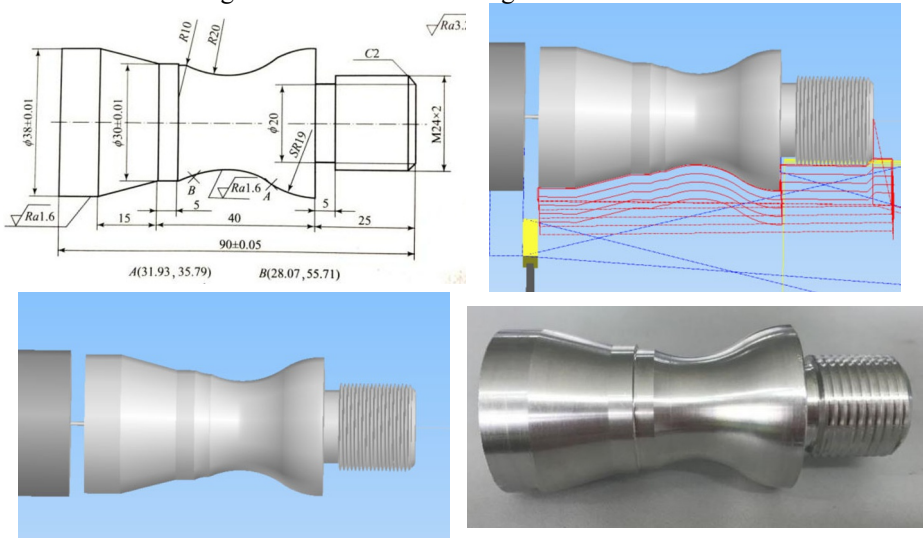 Ra3.
R10
R20
C2
ϕ38±0.01
ϕ30±0.01
ϕ20
SR19
M24×2
Ra1.6
B
Ra1.6
A
15
5
40
5
25
90±0.05
A(31.93, 35.79)
B(28.07, 55.71)